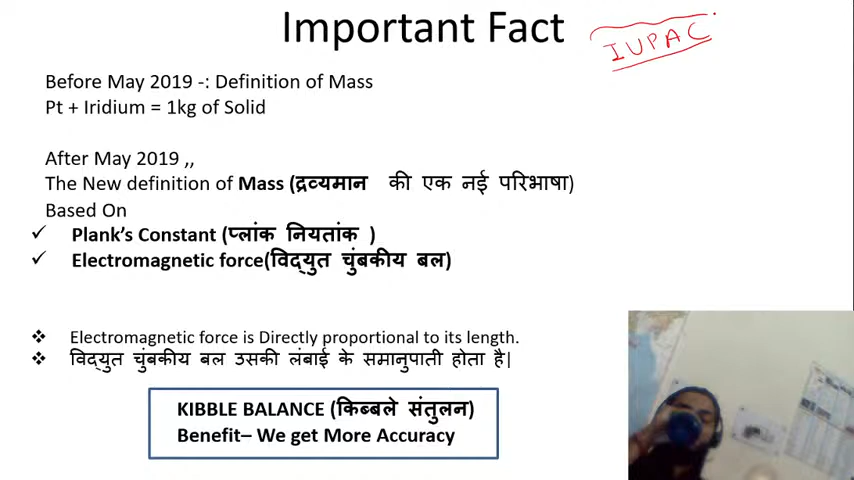 Important Fact
IUPAC
Before May 2019 -: Definition of Mass
Pt + Iridium = 1kg of Solid
After May 2019 ,,
The New definition of Mass (द्रव्यमान की एक नई परिभाषा)
Based On
✓ Plank's Constant (प्लांक नियतांक )
✓ Electromagnetic force(विद्युत चुंबकीय बल)
❖ Electromagnetic force is Directly proportional to its length.
❖ विद्युत चुंबकीय बल उसकी लंबाई के समानुपाती होता है|
KIBBLE BALANCE (किब्बले संतुलन)
Benefit– We get More Accuracy